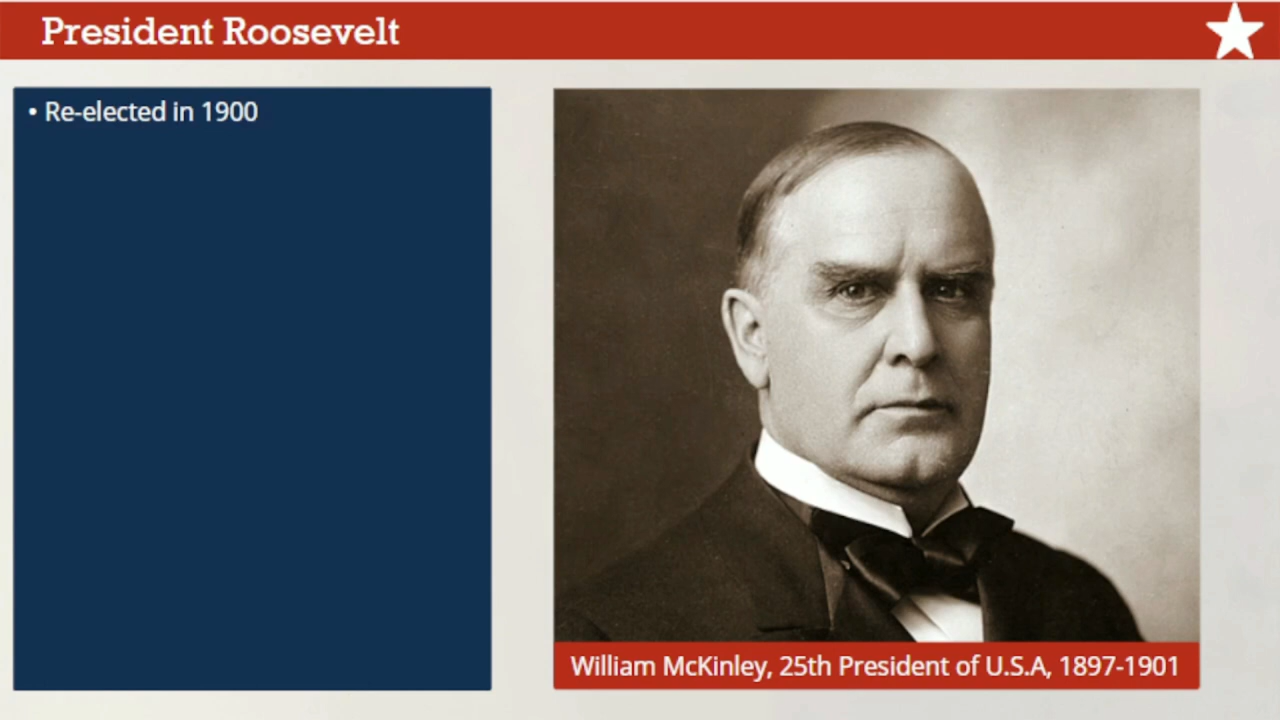 President Roosevelt
• Re-elected in 1900
William McKinley, 25th President of U.S.A, 1897-1901